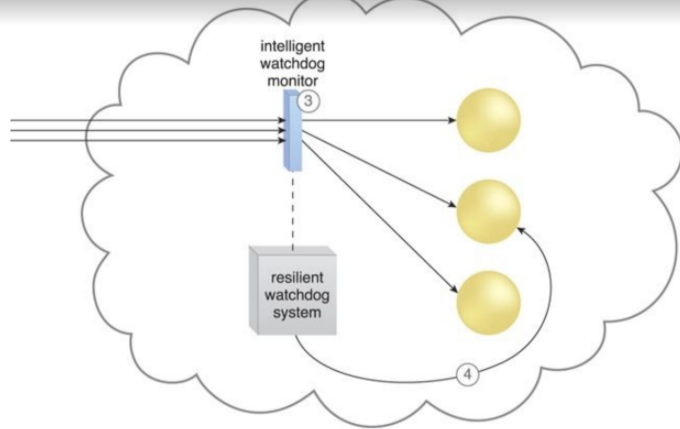 intelligent
watchdog
monitor
3
resilient
watchdog
system
4